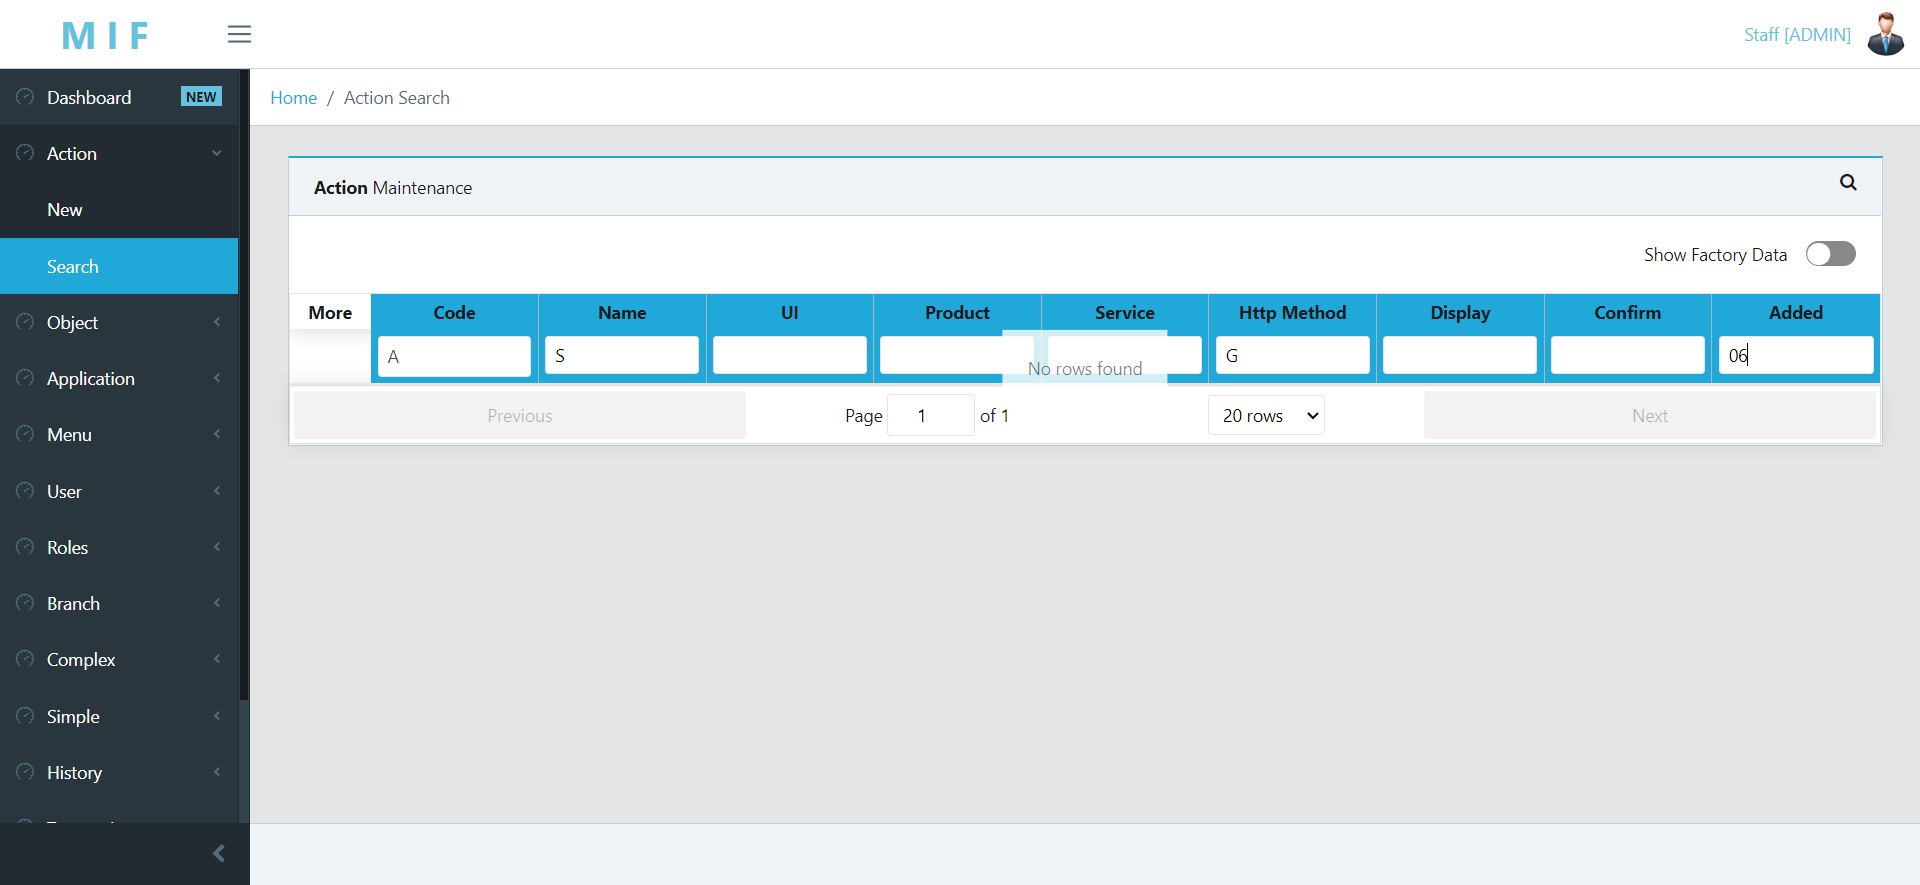 M I F
Staff [ADMIN]
Dashboard
NEW
Action
New
Search
Object
Application
Menu
User
Roles
Branch
Complex
Simple
History
Home / Action Search
Action Maintenance
Show Factory Data
More Code Name UI Product Service Http Method Display Confirm Added
A S G 06
No rows found
Previous Page 1 of 1 20 rows Next